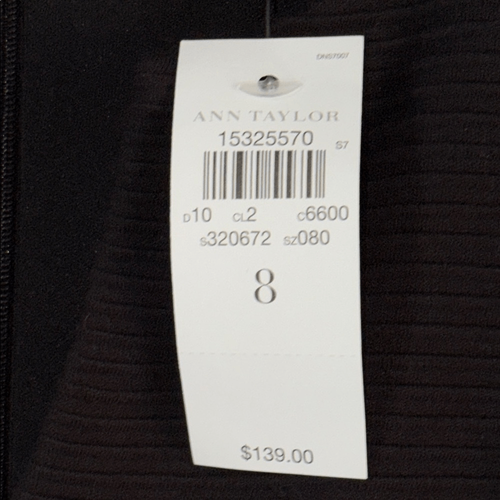 DNS7007
ANN TAYLOR
15325570 S7
D10 CL2 C6600
S320672 SZ080
8
$139.00